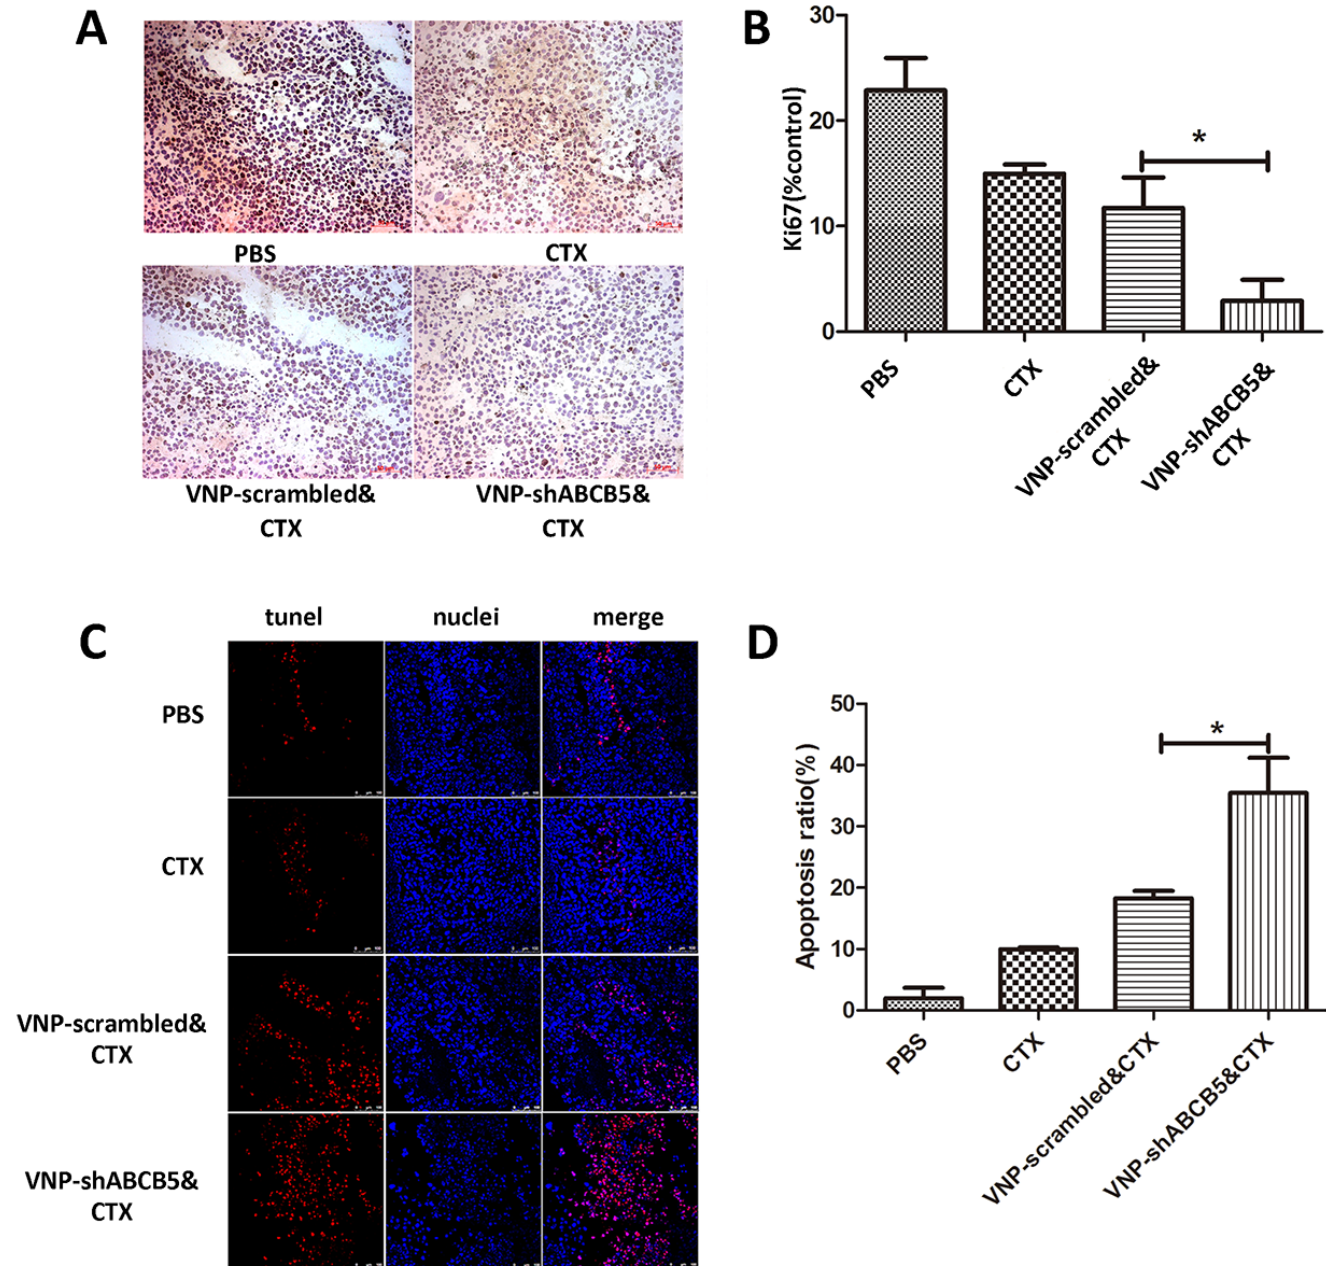 A
PBS
CTX
VNP-scrambled&
CTX
VNP-shABCB5&
CTX
B
Ki67(%control)
30
20
10
0
*
PBS
CTX
VNP-scrambled&
CTX
VNP-shABCB5&
CTX
C
tunel
nuclei
merge
PBS
CTX
VNP-scrambled&
CTX
VNP-shABCB5&
CTX
D
Apoptosis ratio(%)
50
40
30
20
10
0
*
PBS
CTX
VNP-scrambled&CTX
VNP-shABCB5&CTX